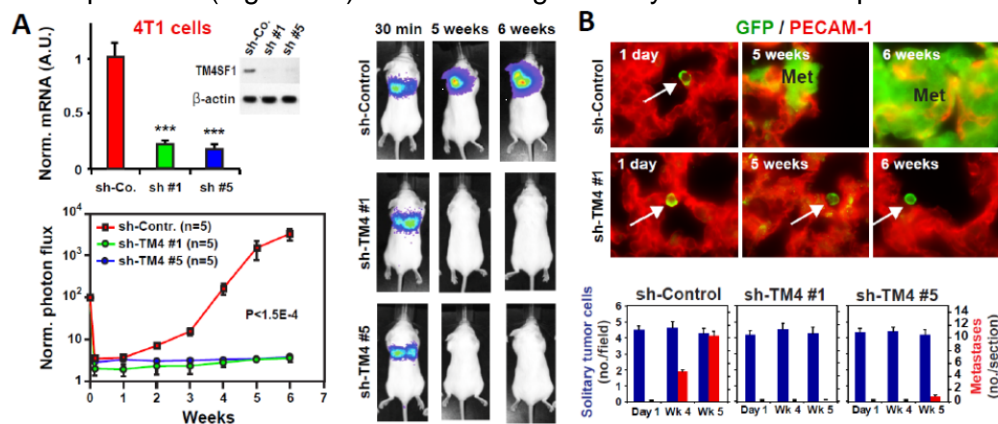 A
4T1 cells
Norm. mRNA (A.U.)
1
0.5
0
***
***
sh-Co.
sh #1
sh #5
sh-Co.
sh #1
sh #5
TM4SF1
β-actin
Norm. photon flux
10^4
10^3
10^2
10
1
sh-Contr. (n=5)
sh-TM4 #1 (n=5)
sh-TM4 #5 (n=5)
P<1.5E-4
0 1 2 3 4 5 6 7
Weeks
30 min 5 weeks 6 weeks
sh-Control
sh-TM4 #1
sh-TM4 #5
B
GFP / PECAM-1
sh-Control
1 day
5 weeks
Met
6 weeks
Met
sh-TM4 #1
1 day
5 weeks
6 weeks
sh-Control sh-TM4 #1 sh-TM4 #5
Solitary tumor cells
(no./field)
6
5
4
3
2
1
0
Day 1 Wk 4 Wk 5
Day 1 Wk 4 Wk 5
Day 1 Wk 4 Wk 5
14
12
10
8
6
4
2
0
Metastases
(no./section)